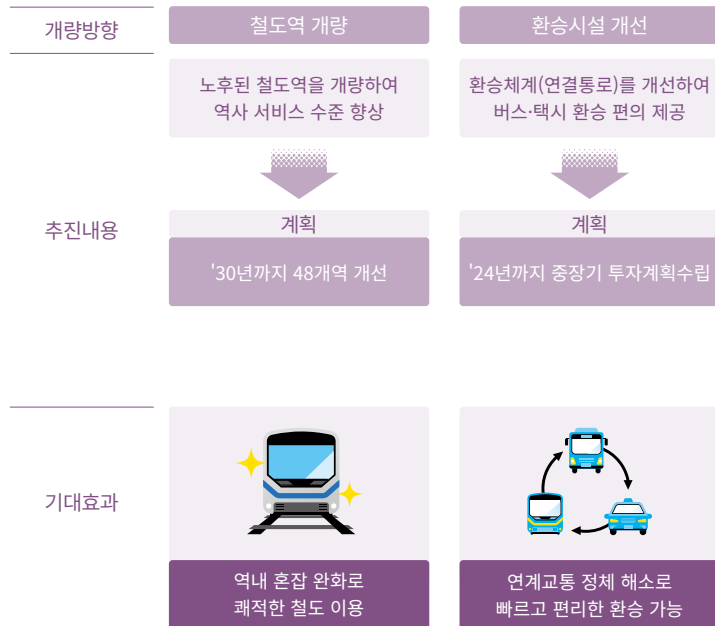 개량방향
철도역 개량
환승시설 개선
추진내용
노후된 철도역을 개량하여
역사 서비스 수준 향상
환승체계(연결통로)를 개선하여
버스·택시 환승 편의 제공
계획
'30년까지 48개역 개선
계획
'24년까지 중장기 투자계획수립
기대효과
역내 혼잡 완화로
쾌적한 철도 이용
연계교통 정체 해소로
빠르고 편리한 환승 가능